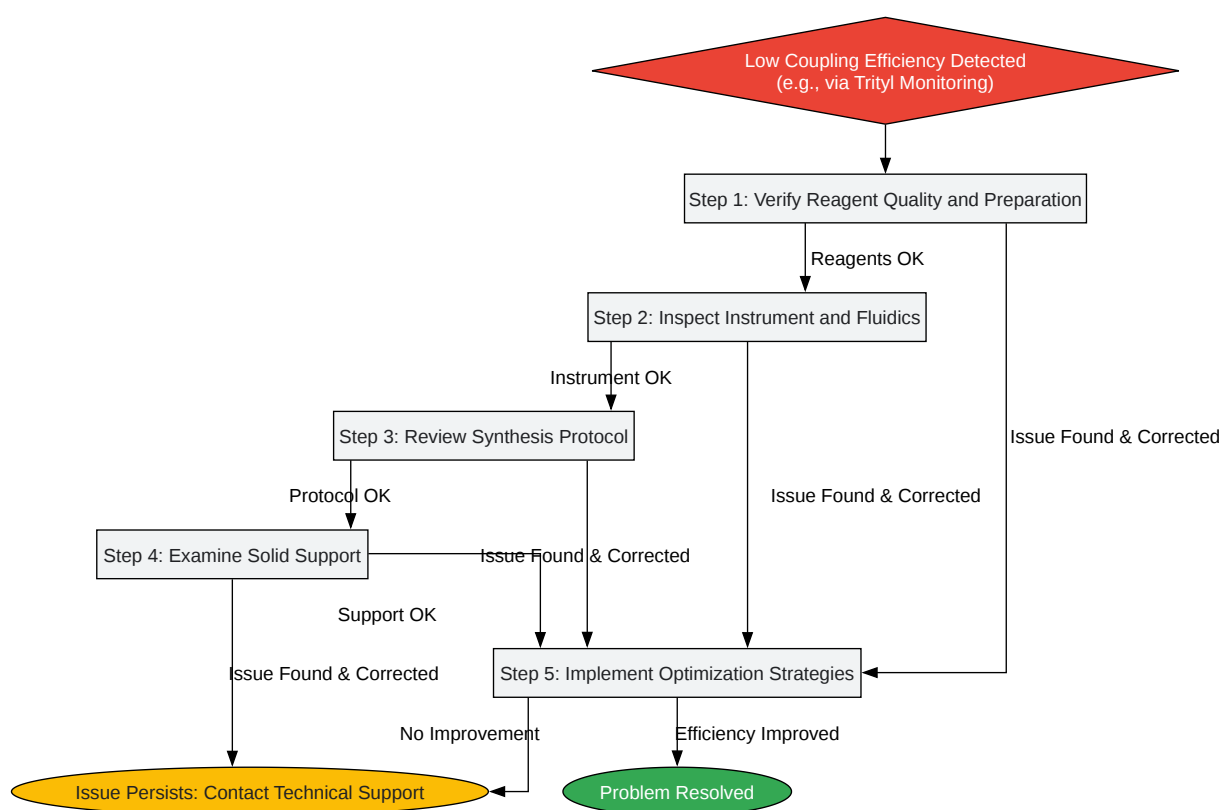 Low Coupling Efficiency Detected
(e.g., via Trityl Monitoring)
Step 1: Verify Reagent Quality and Preparation
Reagents OK
Step 2: Inspect Instrument and Fluidics
Instrument OK
Step 3: Review Synthesis Protocol
Issue Found & Corrected
Protocol OK
Issue Found & Corrected
Step 4: Examine Solid Support
Issue Found & Corrected
Support OK
Issue Found & Corrected
Step 5: Implement Optimization Strategies
No Improvement
Efficiency Improved
Issue Persists: Contact Technical Support
Problem Resolved